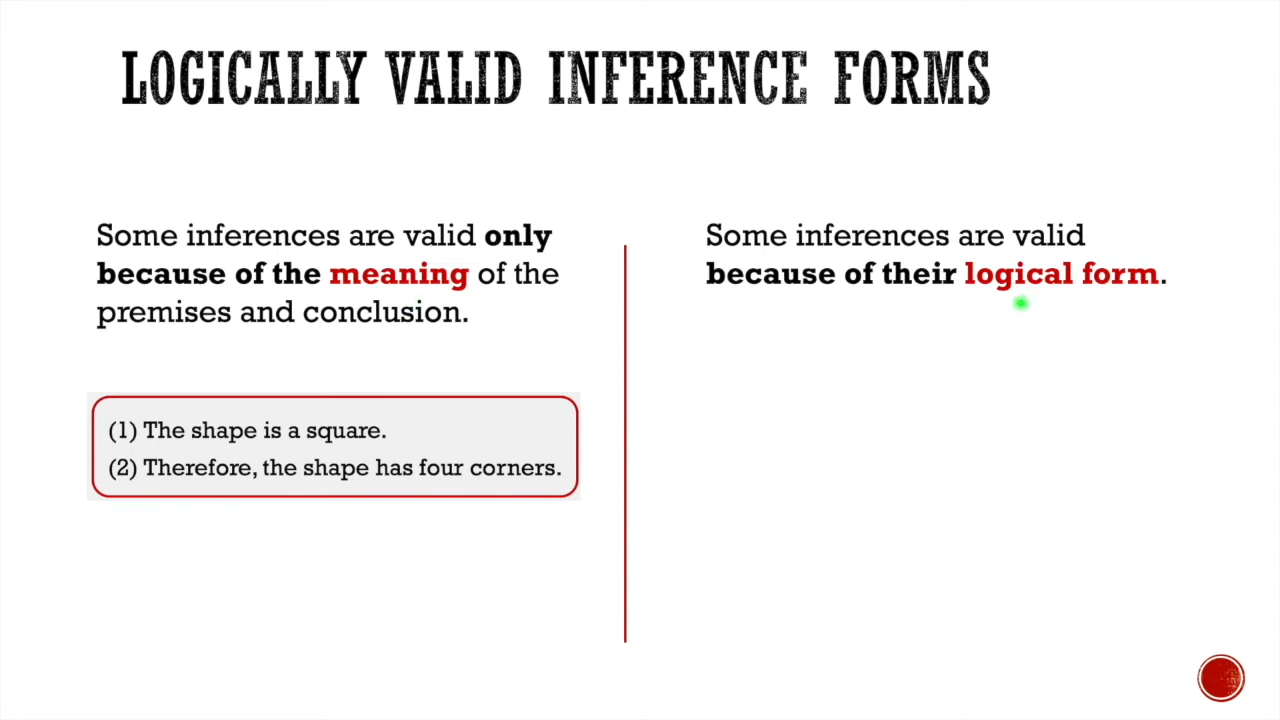 LOGICALLY VALID INFERENCE FORMS
Some inferences are valid only
because of the meaning of the
premises and conclusion.
(1) The shape is a square.
(2) Therefore, the shape has four corners.
Some inferences are valid
because of their logical form.